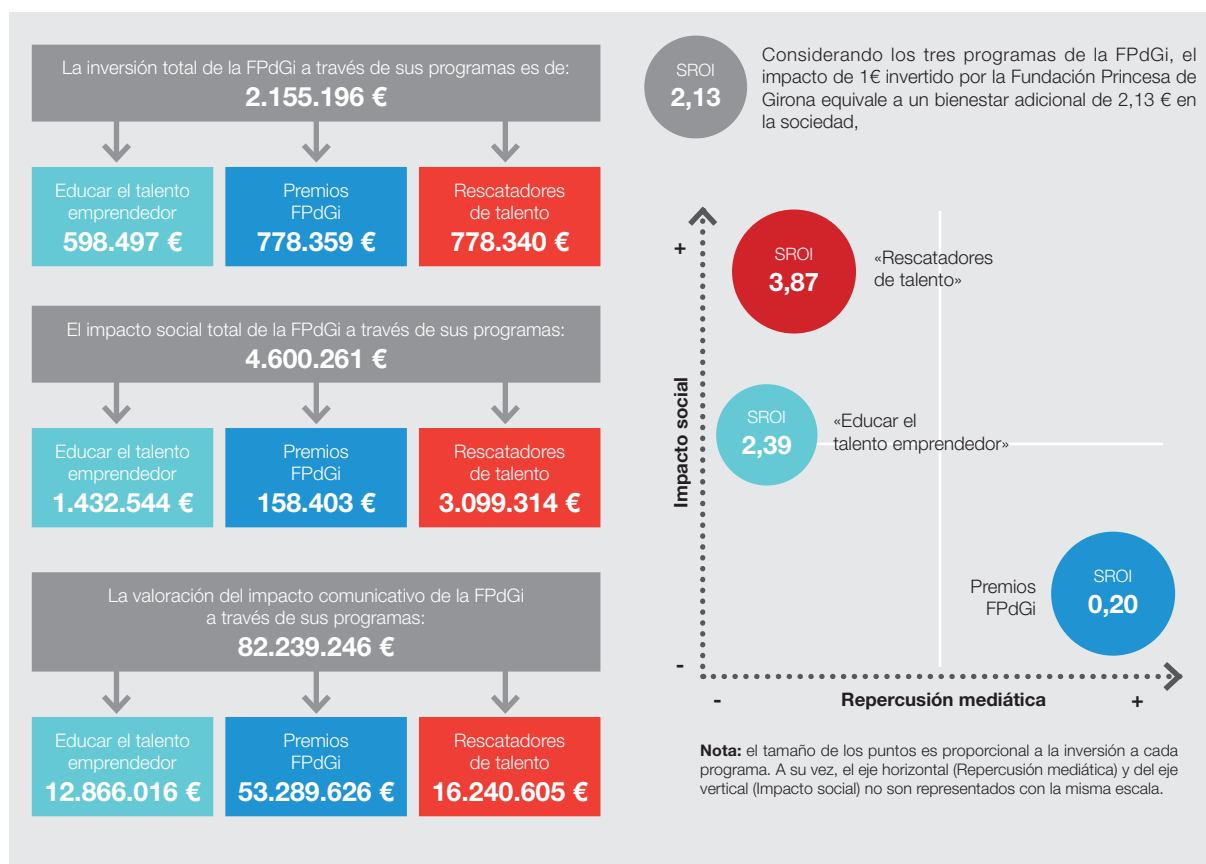 La inversión total de la FPdGi a través de sus programas es de:
2.155.196 €
Educar el talento
emprendedor
598.497 €
Premios
FPdGi
778.359 €
Rescatadores
de talento
778.340 €
El impacto social total de la FPdGi a través de sus programas:
4.600.261 €
Educar el talento
emprendedor
1.432.544 €
Premios
FPdGi
158.403 €
Rescatadores
de talento
3.099.314 €
La valoración del impacto comunicativo de la FPdGi
a través de sus programas:
82.239.246 €
Educar el talento
emprendedor
12.866.016 €
Premios
FPdGi
53.289.626 €
Rescatadores
de talento
16.240.605 €
SROI
2,13
Considerando los tres programas de la FPdGi, el
impacto de 1€ invertido por la Fundación Princesa de
Girona equivale a un bienestar adicional de 2,13 € en
la sociedad,
+
Impacto social
-
SROI
3,87
«Rescatadores
de talento»
SROI
2,39
«Educar el
talento emprendedor»
Premios
FPdGi
SROI
0,20
-
Repercusión mediática
+
Nota: el tamaño de los puntos es proporcional a la inversión a cada
programa. A su vez, el eje horizontal (Repercusión mediática) y del eje
vertical (Impacto social) no son representados con la misma escala.